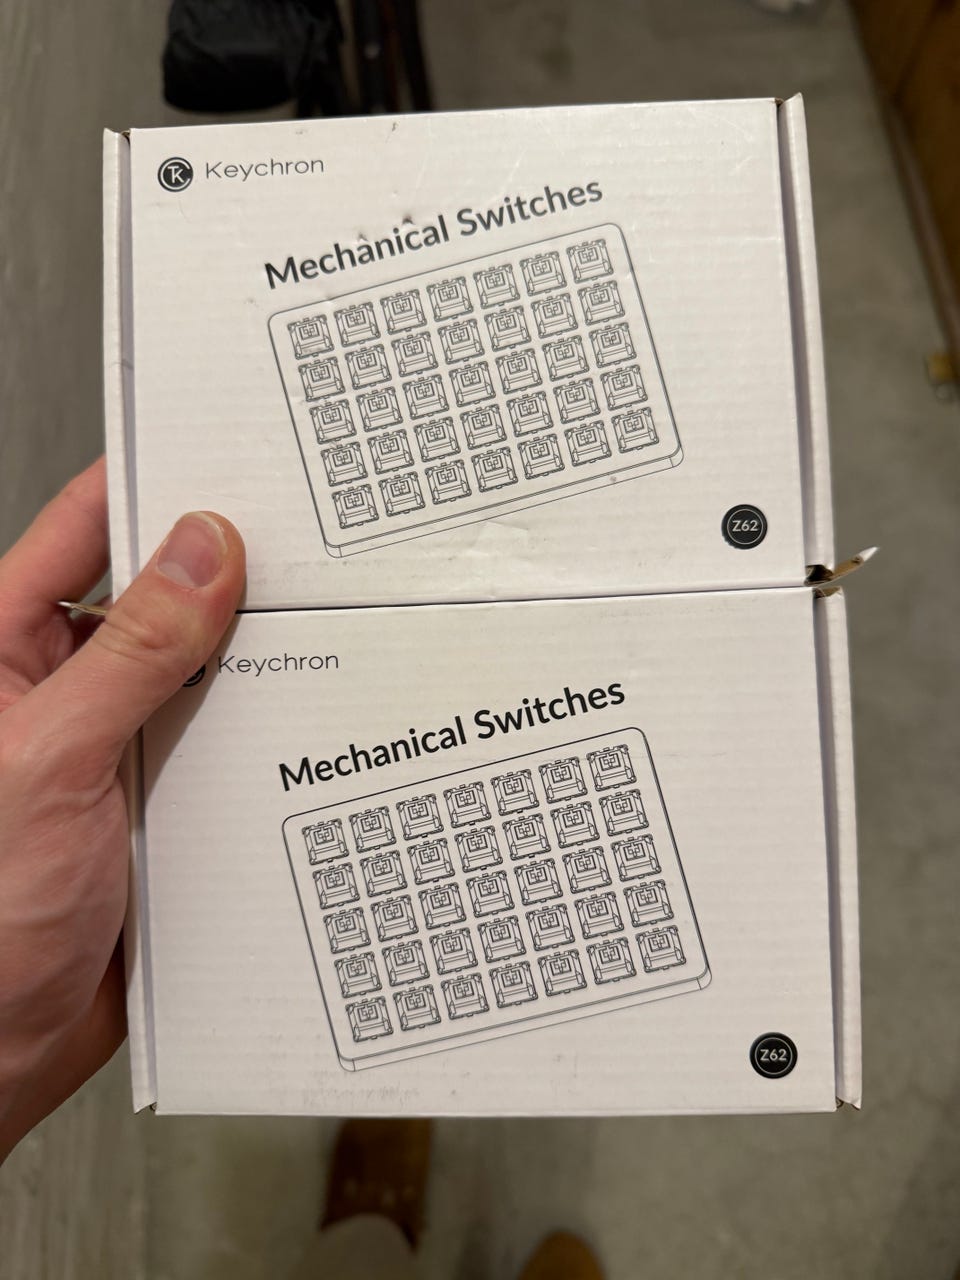 Keychron
Mechanical Switches
Z62
Keychron
Mechanical Switches
Z62